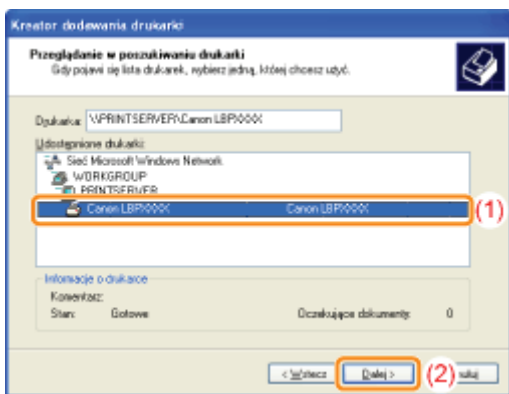 Kreator dodawania drukarki
Przeglądanie w poszukiwaniu drukarki
Gdy pojawi się lista drukarek, wybierz jedną, której chcesz użyć.
Drukarka: \\PRINTSERVER\Canon LBPXXXX
Udostępnione drukarki:
Sieć Microsoft Windows Network
WORKGROUP
PRINTSERVER
Canon LBPXXXX Canon LBPXXXX (1)
Informacje o drukarce
Komentarz:
Stan: Gotowe Oczekujące dokumenty: 0
< Wstecz Dalej > (2)